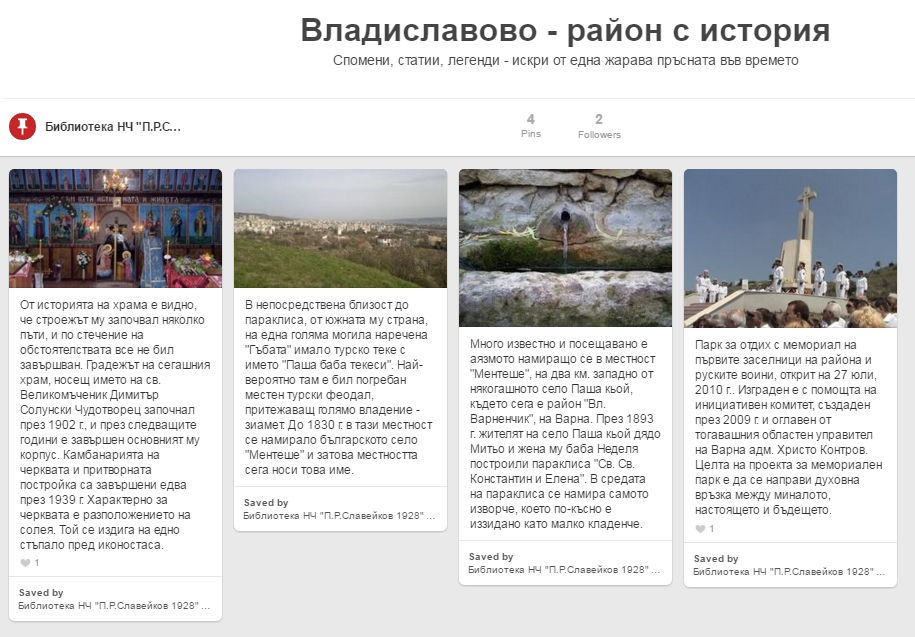 Владиславово - район с история
Спомени, статии, легенди - искри от една жарава пръсната във времето
Библиотека НЧ "П.Р.С...
4
Pins
2
Followers
От историята на храма е видно,
че строежът му започвал няколко
пъти, и по стечение на
обстоятелствата все не бил
завършван. Градежът на сегашния
храм, носещ името на св.
Великомъченик Димитър
Солунски Чудотворец започнал
през 1902 г., и през следващите
години е завършен основният му
корпус. Камбанарията на
черквата и притворната
постройка са завършени едва
през 1939 г. Характерно за
черквата е разположението на
солея. Той се издига на едно
стъпало пред иконостаса.
1
Saved by
Библиотека НЧ "П.Р.Славейков 1928" ...
В непосредствена близост до
параклиса, от южната му страна,
на една голяма могила наречена
"Гъбата" имало турско теке с
името "Паша баба текеси". Най-
вероятно там е бил погребан
местен турски феодал,
притежаващ голямо владение -
зиамет. До 1830 г. в тази местност
се намирало българското село
"Ментеше" и затова местността
сега носи това име.
Saved by
Библиотека НЧ "П.Р.Славейков 1928" ...
Много известно и посещавано е
аязмото намиращо се в местност
"Ментеше", на два км. западно от
някогашното село Паша кьой,
където сега е район "Вл.
Варненчик", на Варна. През 1893
г. жителят на село Паша кьой дядо
Митьо и жена му баба Неделя
построили параклиса "Св. Св.
Константин и Елена". В средата
на параклиса се намира самото
изворче, което по-късно е
иззидано като малко кладенче.
Saved by
Библиотека НЧ "П.Р.Славейков 1928" ...
Парк за отдих с мемориал на
първите заселници на района и
руските воини, открит на 27 юли,
2010 г.. Изграден е с помощта на
инициативен комитет, създаден
през 2009 г. и оглавен от
тогавашния областен управител
на Варна адм. Христо Контров.
Целта на проекта за мемориален
парк е да се направи духовна
връзка между миналото,
настоящето и бъдещето.
1
Saved by
Библиотека НЧ "П.Р.Славейков 1928" ...